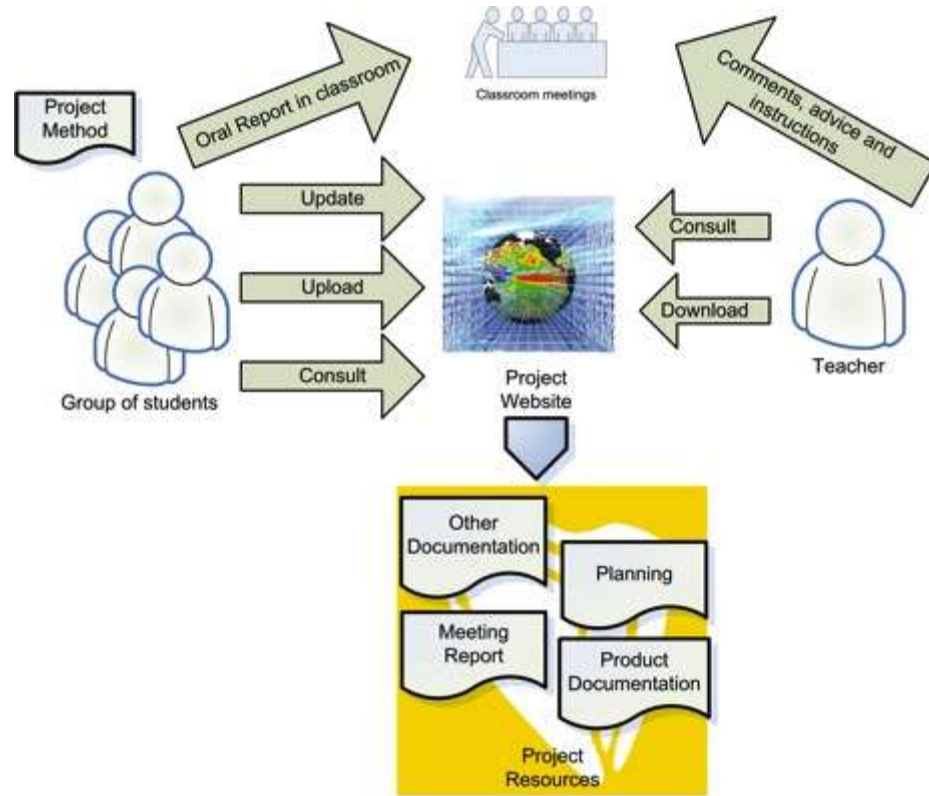 Classroom meetings
Project
Method
Oral Report in classroom
Comments, advice and
instructions
Update
Upload
Consult
Group of students
Consult
Download
Teacher
Project
Website
Other
Documentation
Planning
Meeting
Report
Product
Documentation
Project
Resources